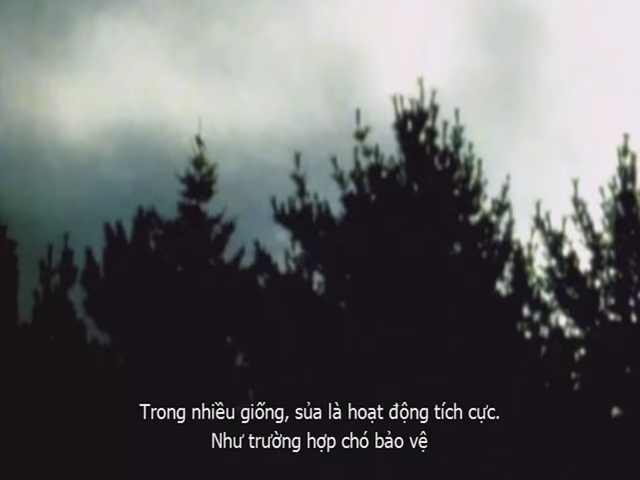 Trong nhiều giống, sủa là hoạt động tích cực.
Như trường hợp chó bảo vệ